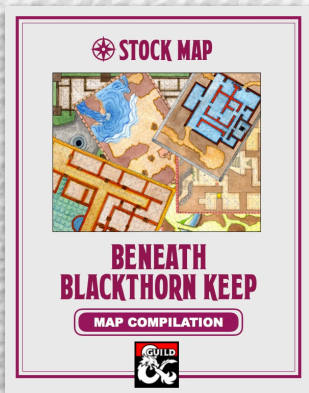 STOCK MAP
BENEATH
BLACKTHORN KEEP
MAP COMPILATION
GUILD